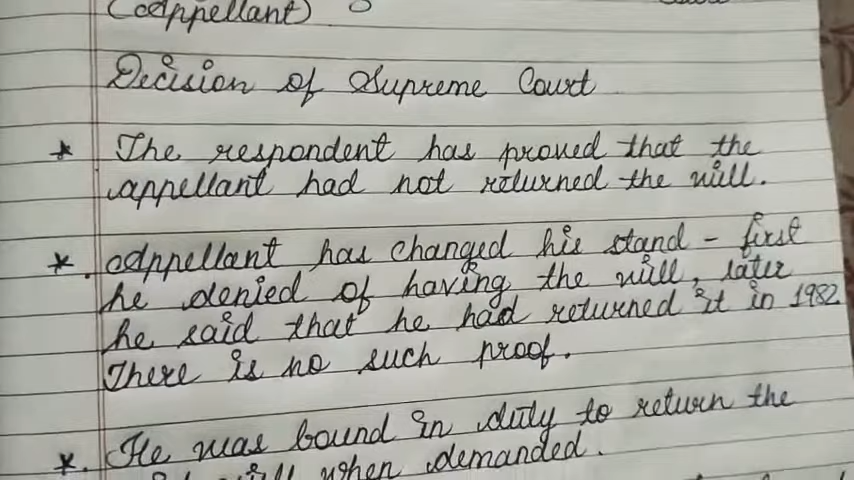 (Appellant)
Decision of Supreme Court
* The respondent has proved that the
appellant had not returned the will.
*. Appellant has changed his stand - first
he denied of having the will, later
he said that he had returned it in 1982.
There is no such proof.
*. He was bound in duty to return the
will when demanded.